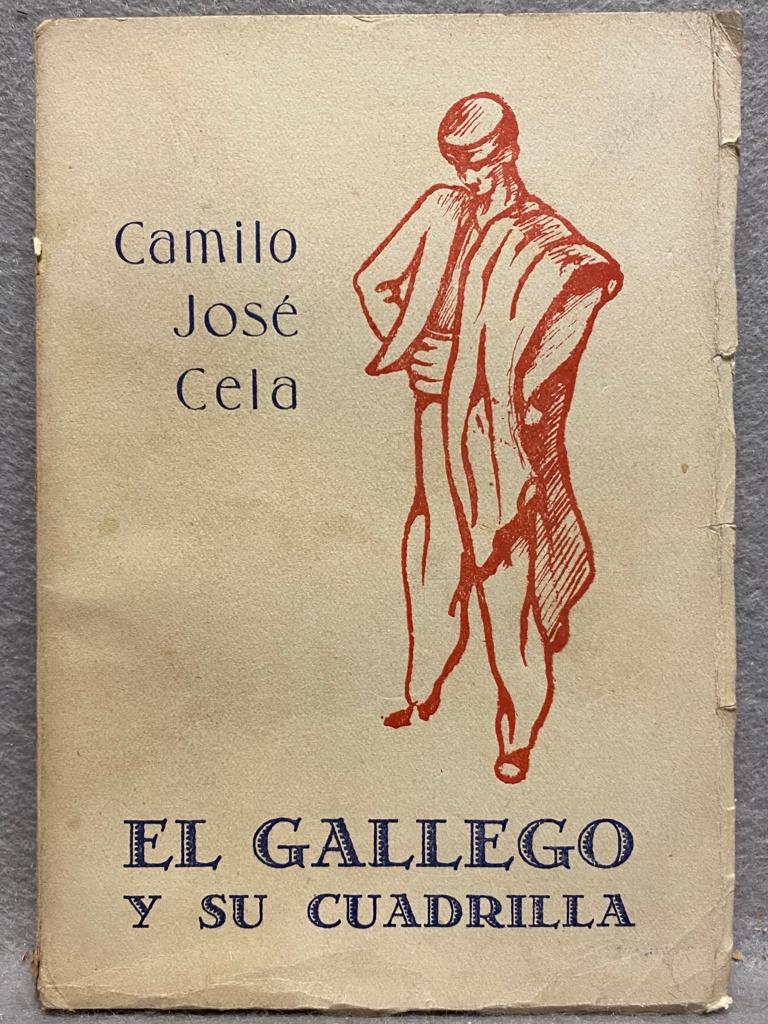 Camilo
José
Cela
EL GALLEGO
Y SU CUADRILLA